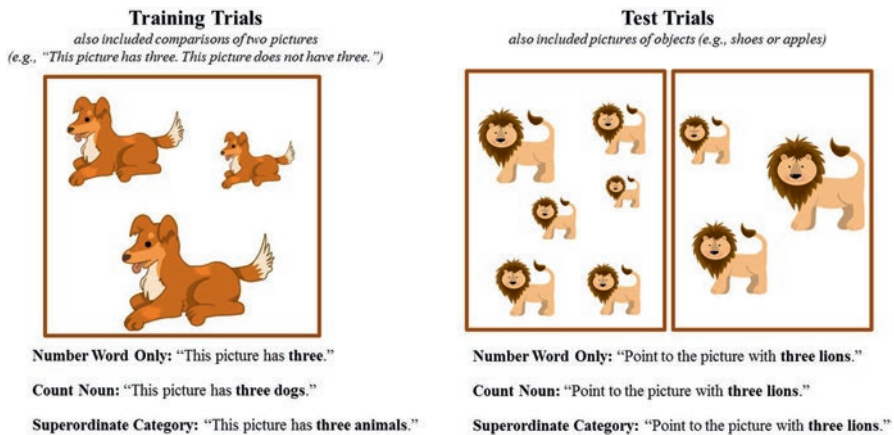 Training Trials
also included comparisons of two pictures
(e.g., “This picture has three. This picture does not have three.”)
Number Word Only: “This picture has three.”
Count Noun: “This picture has three dogs.”
Superordinate Category: “This picture has three animals.”
Test Trials
also included pictures of objects (e.g., shoes or apples)
Number Word Only: “Point to the picture with three lions.”
Count Noun: “Point to the picture with three lions.”
Superordinate Category: “Point to the picture with three lions.”